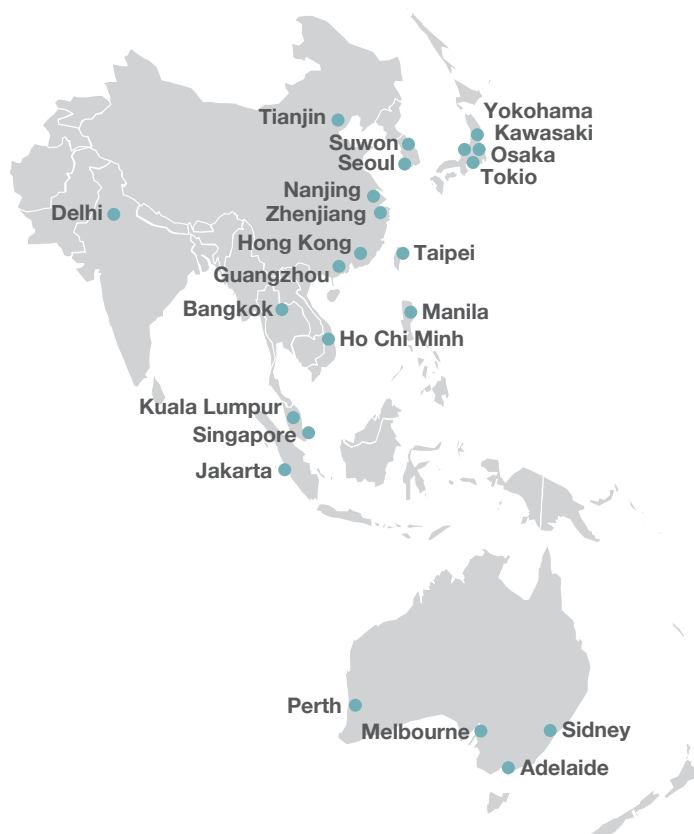 Yokohama
Tianjin
Kawasaki
Suwon
Osaka
Seoul
Tokio
Nanjing
Delhi
Zhenjiang
Hong Kong
Taipei
Guangzhou
Bangkok
Manila
Ho Chi Minh
Kuala Lumpur
Singapore
Jakarta
Perth
Melbourne
Sidney
Adelaide